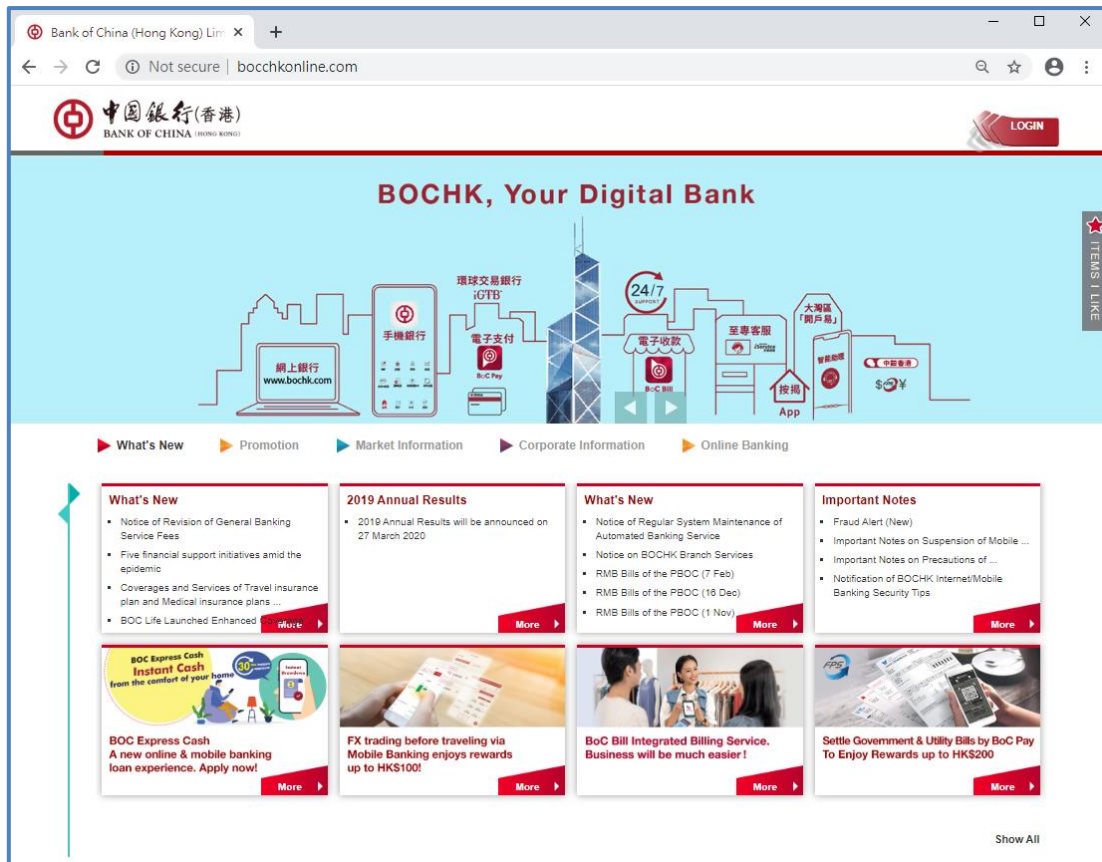 Bank of China (Hong Kong) Lim
Not secure | bocchkonline.com
中國銀行(香港)
BANK OF CHINA (HONG KONG)
LOGIN
BOCHK, Your Digital Bank
ITEMS I LIKE
網上銀行
www.bochk.com
手機銀行
環球交易銀行
iGTB
電子支付
BoC Pay
24/7
SUPPORT
電子收款
BoC Bill
至專客服
按揭
App
大灣區
「開戶易」
智能助理
中銀香港
$ ¥
What's New
Promotion
Market Information
Corporate Information
Online Banking
What's New
Notice of Revision of General Banking
Service Fees
Five financial support initiatives amid the
epidemic
Coverages and Services of Travel insurance
plan and Medical insurance plans ...
BOC Life Launched Enhanced
More
2019 Annual Results
2019 Annual Results will be announced on
27 March 2020
More
What's New
Notice of Regular System Maintenance of
Automated Banking Service
Notice on BOCHK Branch Services
RMB Bills of the PBOC (7 Feb)
RMB Bills of the PBOC (16 Dec)
RMB Bills of the PBOC (1 Nov)
More
Important Notes
Fraud Alert (New)
Important Notes on Suspension of Mobile ...
Important Notes on Precautions of ...
Notification of BOCHK Internet/Mobile
Banking Security Tips
More
BOC Express Cash
Instant Cash
from the comfort of your home
30
Instant
BOC Express Cash
A new online & mobile banking
loan experience. Apply now!
More
FX trading before traveling via
Mobile Banking enjoys rewards
up to HK$100!
More
BoC Bill Integrated Billing Service.
Business will be much easier !
More
FPS
Settle Government & Utility Bills by BoC Pay
To Enjoy Rewards up to HK$200
More
Show All